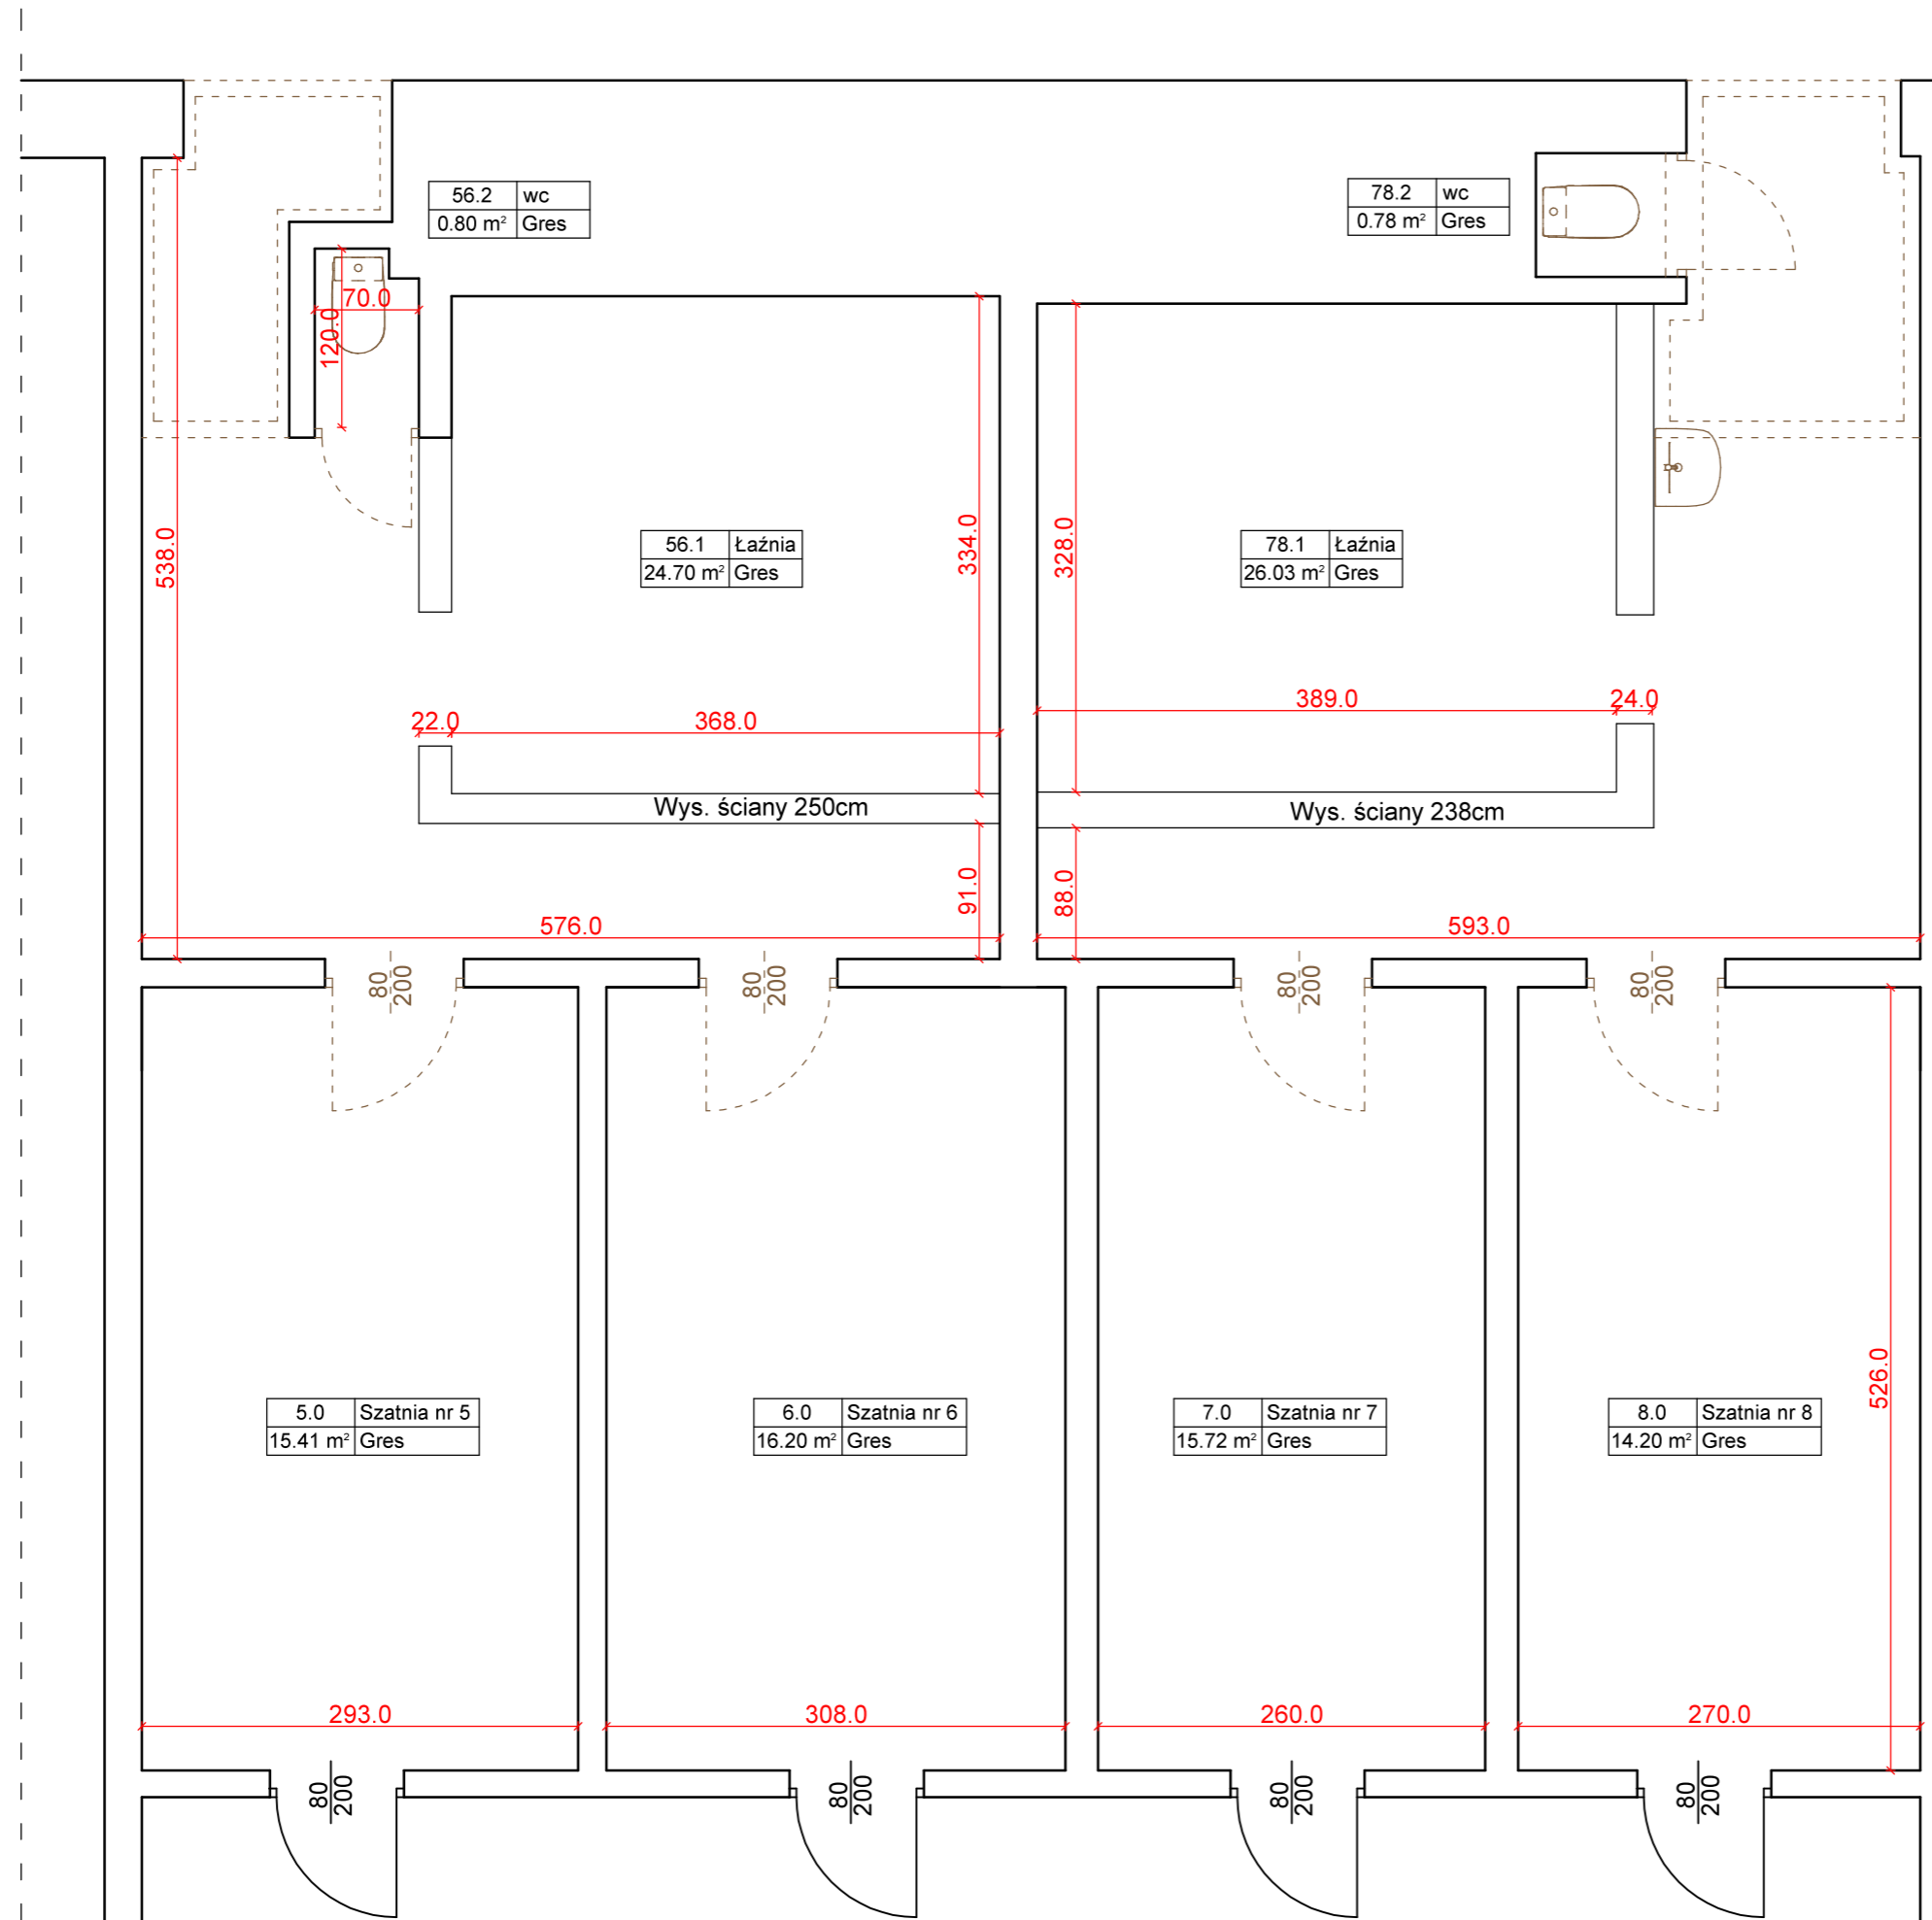 56.2 wc
0.80 m² Gres
78.2 wc
0.78 m² Gres
70.0
120.0
538.0
56.1 Łaźnia
24.70 m² Gres
334.0
328.0
78.1 Łaźnia
26.03 m² Gres
22.0
368.0
389.0
24.0
Wys. ściany 250cm
Wys. ściany 238cm
91.0
88.0
576.0
593.0
80
200
80
200
80
200
80
200
526.0
5.0 Szatnia nr 5
15.41 m² Gres
6.0 Szatnia nr 6
16.20 m² Gres
7.0 Szatnia nr 7
15.72 m² Gres
8.0 Szatnia nr 8
14.20 m² Gres
293.0
308.0
260.0
270.0
80
200
80
200
80
200
80
200